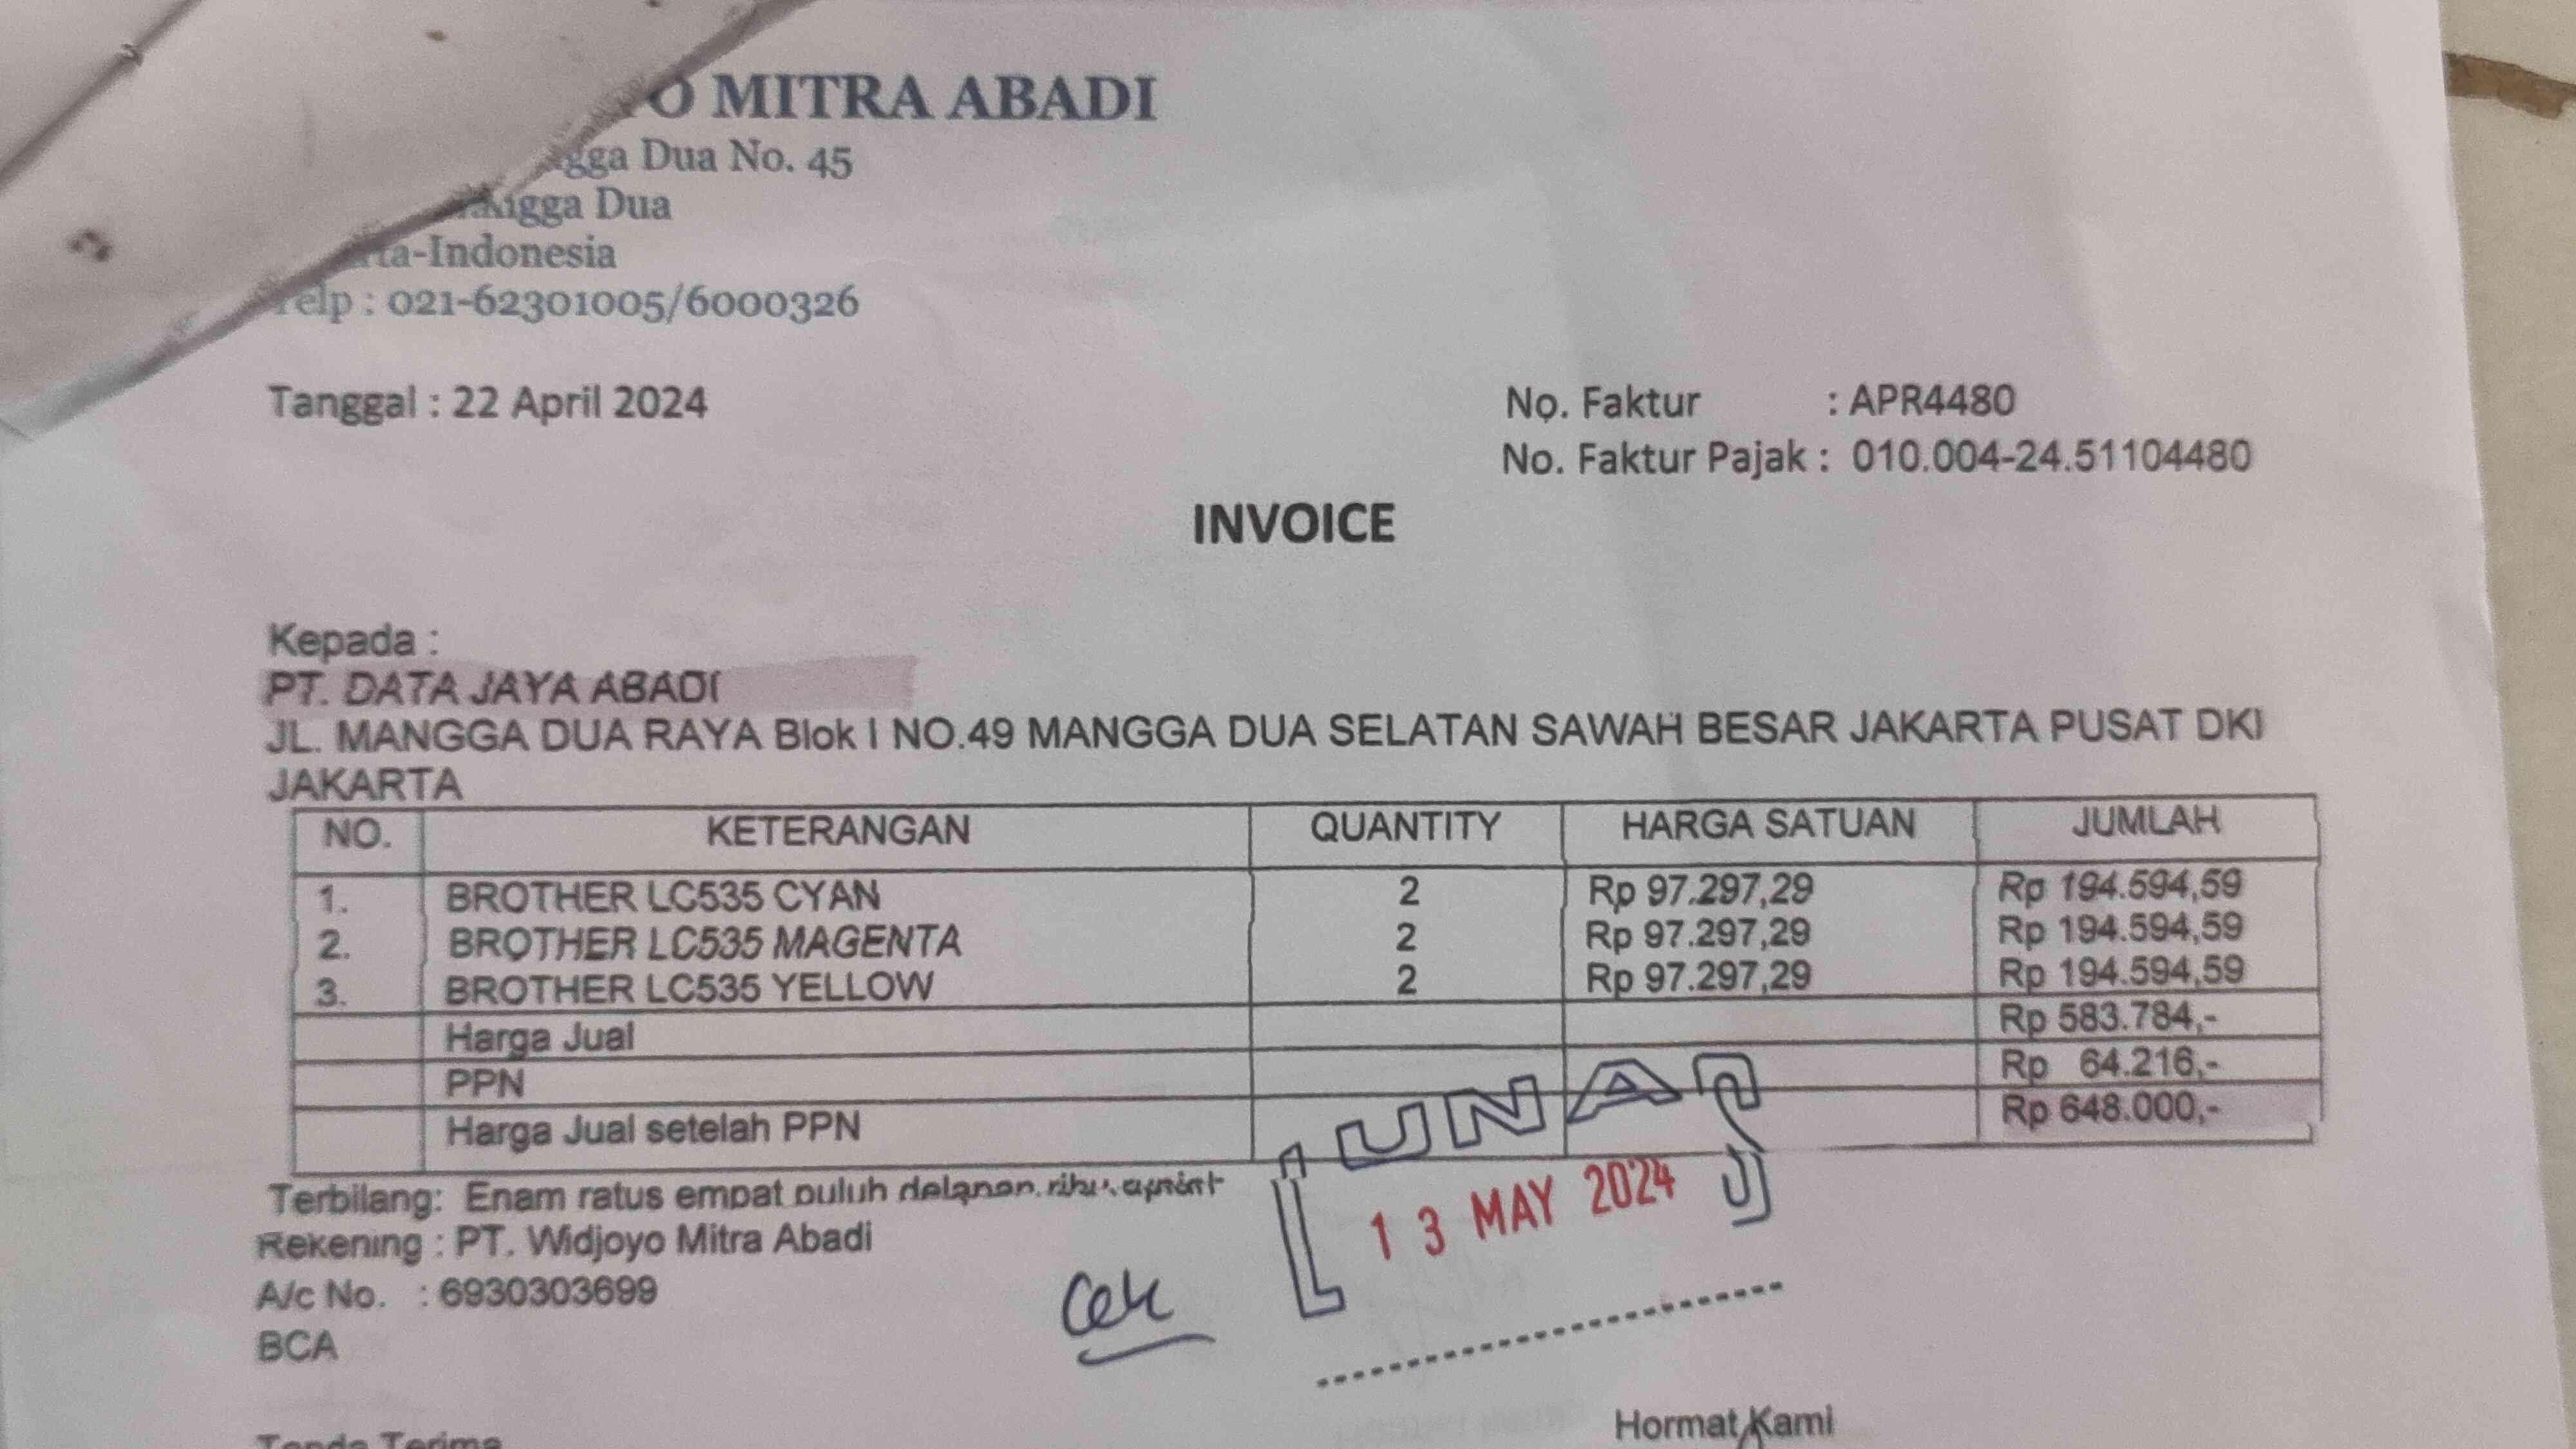 O MITRA ABADI
gga Dua No. 45
ngga Dua
ta-Indonesia
Telp : 021-62301005/6000326
Tanggal : 22 April 2024
No. Faktur : APR4480
No. Faktur Pajak : 010.004-24.51104480
INVOICE
Kepada :
PT. DATA JAYA ABADI
JL. MANGGA DUA RAYA Blok I NO.49 MANGGA DUA SELATAN SAWAH BESAR JAKARTA PUSAT DKI
JAKARTA
NO. KETERANGAN QUANTITY HARGA SATUAN JUMLAH
1. BROTHER LC535 CYAN 2 Rp 97.297,29 Rp 194.594,59
2. BROTHER LC535 MAGENTA 2 Rp 97.297,29 Rp 194.594,59
3. BROTHER LC535 YELLOW 2 Rp 97.297,29 Rp 194.594,59
Harga Jual Rp 583.784,-
PPN Rp 64.216,-
Harga Jual setelah PPN Rp 648.000,-
LUNAS
13 MAY 2024
Terbilang: Enam ratus empat puluh delapan ribu
Rekening : PT. Widjoyo Mitra Abadi
A/c No. : 6930303699
Cek
BCA
Hormat Kami
Tanda Terima